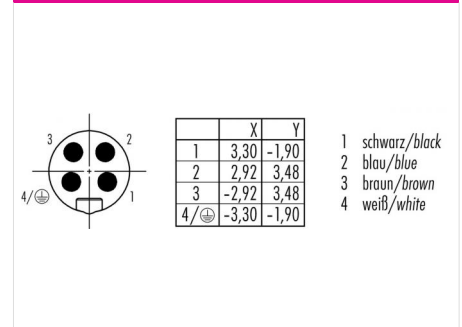 3 2
4/⏚ 1
X Y
1 3,30 -1,90
2 2,92 3,48
3 -2,92 3,48
4/⏚ -3,30 -1,90
1 schwarz/black
2 blau/blue
3 braun/brown
4 weiß/white